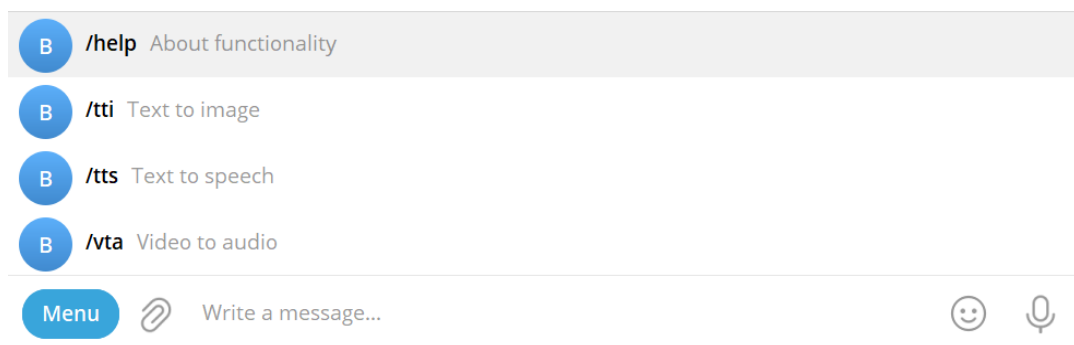 B /help About functionality
B /tti Text to image
B /tts Text to speech
B /vta Video to audio
Menu Write a message...